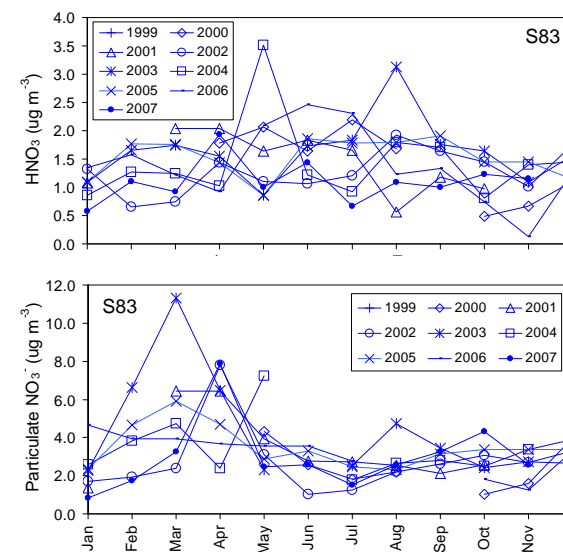 4.0
3.5
3.0
2.5
2.0
1.5
1.0
0.5
0.0
HNO₃ (ug m⁻³)
S83
1999 2000
2001 2002
2003 2004
2005 2006
2007
12.0
10.0
8.0
6.0
4.0
2.0
0.0
Particulate NO₃⁻ (ug m⁻³)
S83
1999 2000 2001
2002 2003 2004
2005 2006 2007
Jan Feb Mar Apr May Jun Jul Aug Sep Oct Nov